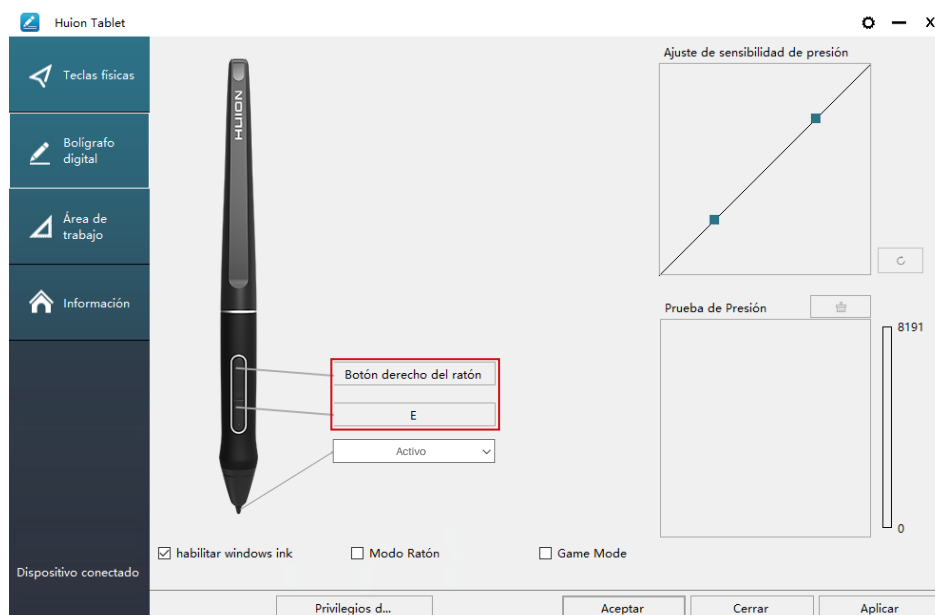 Huion Tablet
Teclas físicas
Bolígrafo
digital
Área de
trabajo
Información
Dispositivo conectado
HUION
Botón derecho del ratón
E
Activo
habilitar windows ink
Modo Ratón
Game Mode
Ajuste de sensibilidad de presión
Prueba de Presión
8191
0
Privilegios d...
Aceptar
Cerrar
Aplicar